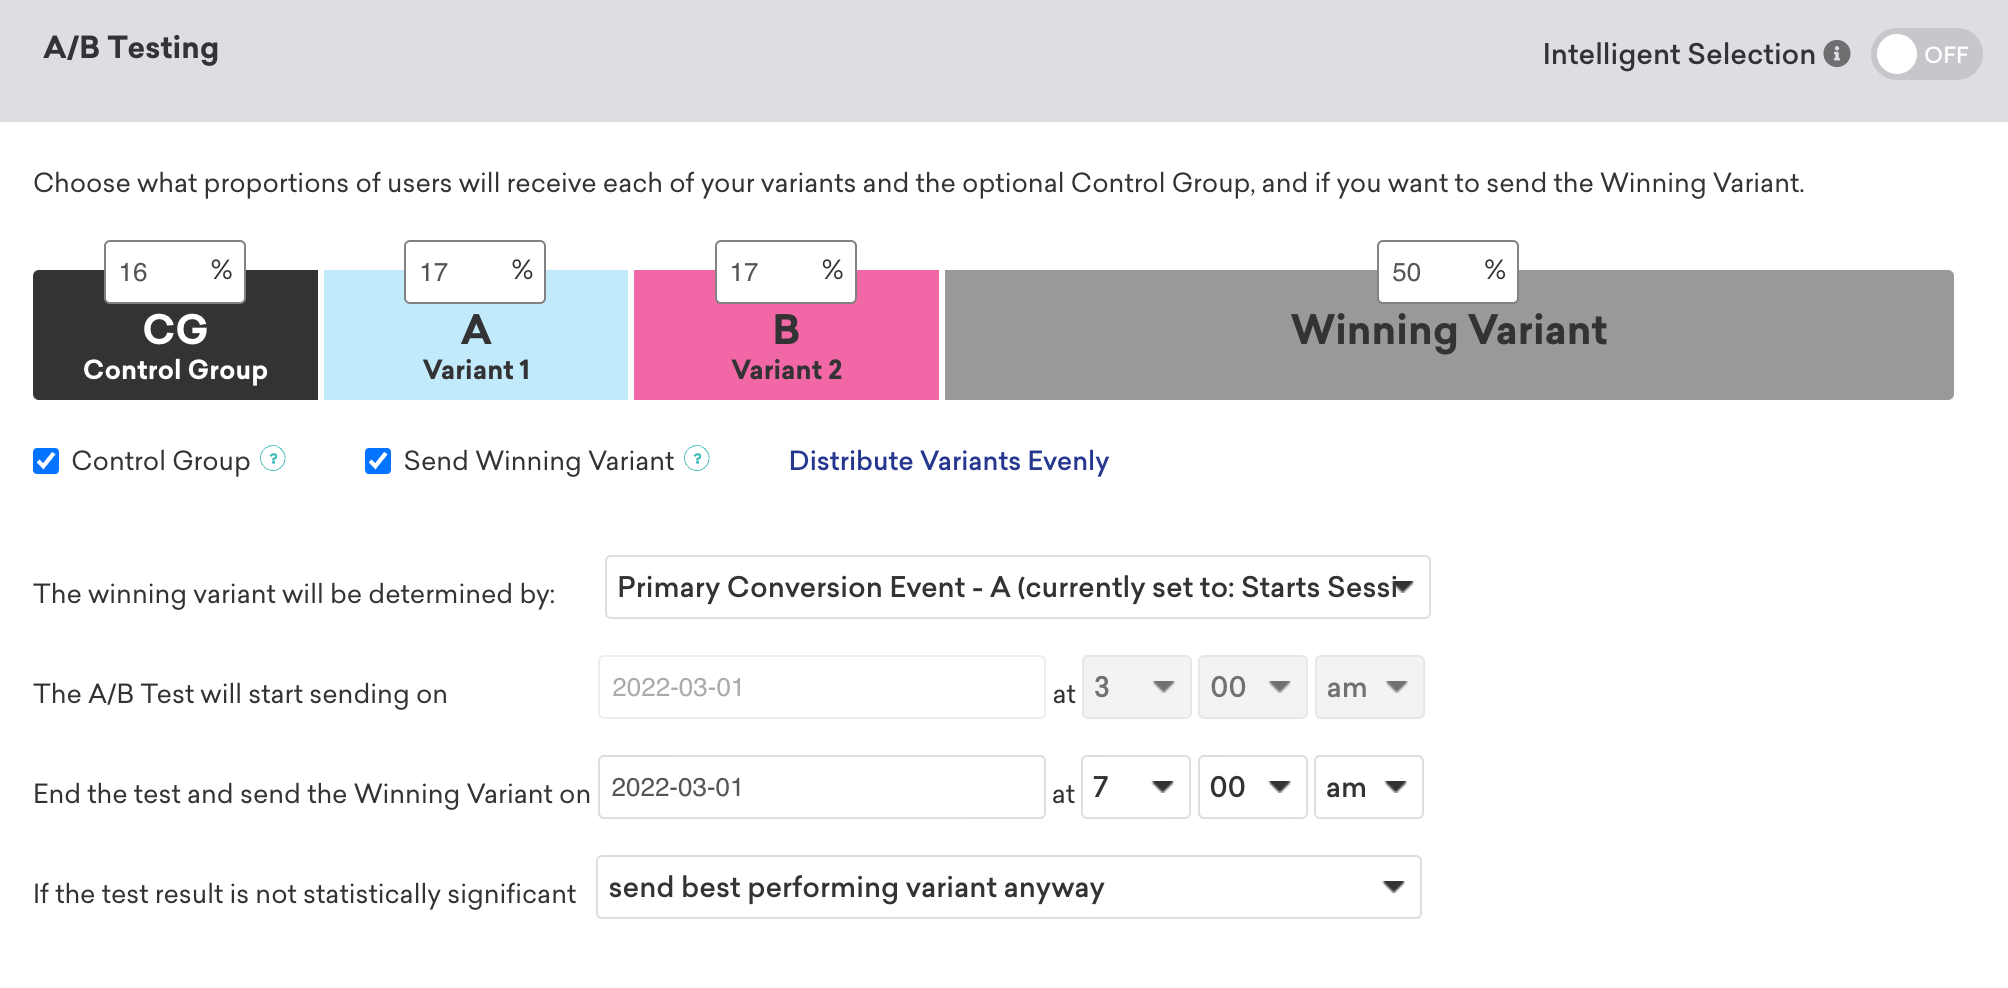 A/B Testing
Intelligent Selection i OFF
Choose what proportions of users will receive each of your variants and the optional Control Group, and if you want to send the Winning Variant.
16 % 17 % 17 % 50 %
CG A B Winning Variant
Control Group Variant 1 Variant 2
Control Group ? Send Winning Variant ? Distribute Variants Evenly
The winning variant will be determined by: Primary Conversion Event - A (currently set to: Starts Sessi
The A/B Test will start sending on 2022-03-01 at 3 00 am
End the test and send the Winning Variant on 2022-03-01 at 7 00 am
If the test result is not statistically significant send best performing variant anyway